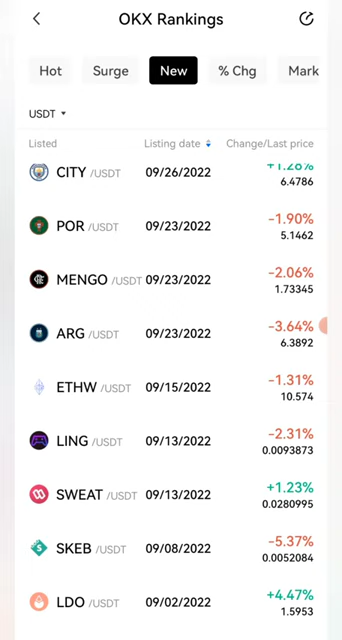 OKX Rankings
Hot Surge New % Chg Mark
USDT
Listed Listing date Change/Last price
CITY /USDT 09/26/2022 +1.28%
6.4786
POR /USDT 09/23/2022 -1.90%
5.1462
MENGO /USDT 09/23/2022 -2.06%
1.73345
ARG /USDT 09/23/2022 -3.64%
6.3892
ETHW /USDT 09/15/2022 -1.31%
10.574
LING /USDT 09/13/2022 -2.31%
0.0093873
SWEAT /USDT 09/13/2022 +1.23%
0.0280995
SKEB /USDT 09/08/2022 -5.37%
0.0052084
LDO /USDT 09/02/2022 +4.47%
1.5953